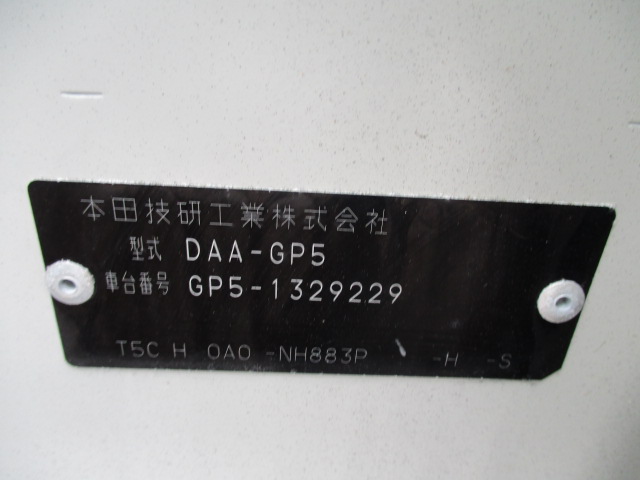 本田技研工業株式会社
型式 DAA-GP5
車台番号 GP5-1329229
T5C H 0A0 -NH883P -H -S